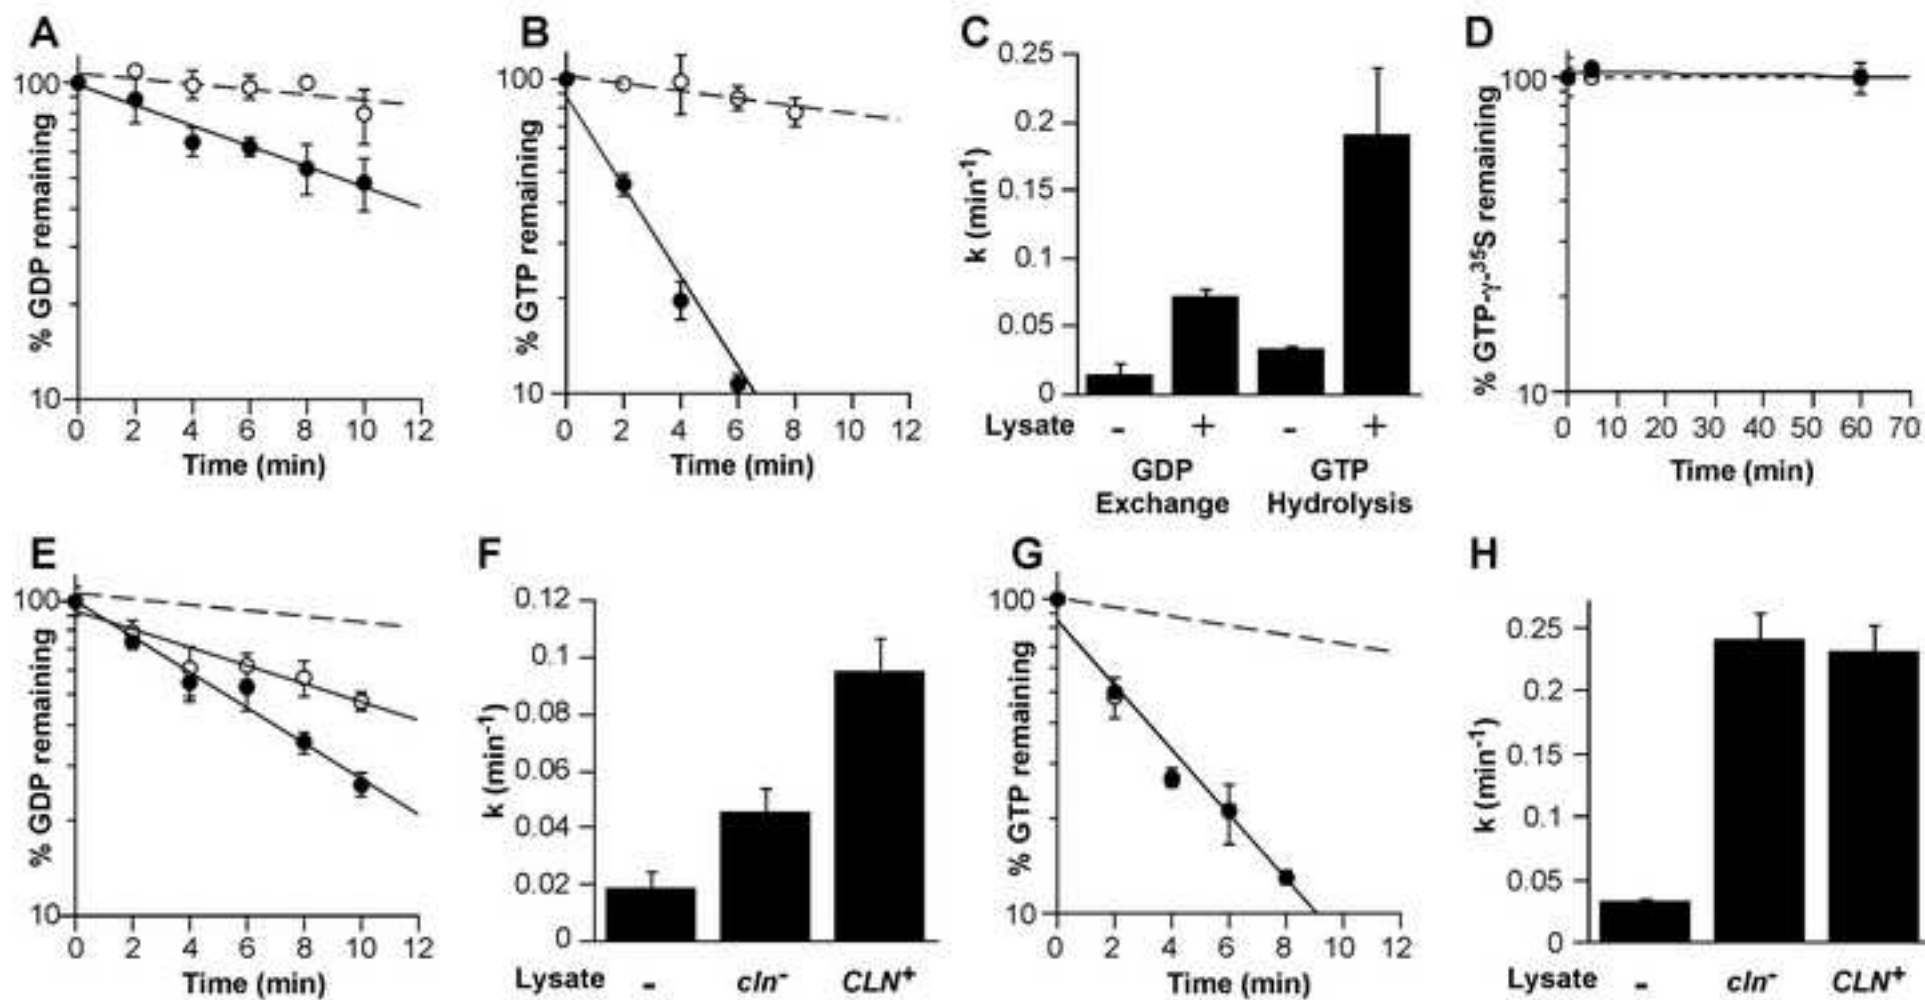 A
100
10
% GDP remaining
0 2 4 6 8 10 12
Time (min)
B
100
10
% GTP remaining
0 2 4 6 8 10 12
Time (min)
C
0.25
0.2
0.15
0.1
0.05
0
k (min⁻¹)
Lysate - + - +
GDP Exchange
GTP Hydrolysis
D
100
10
% GTP-γ-³⁵S remaining
0 10 20 30 40 50 60 70
Time (min)
E
100
10
% GDP remaining
0 2 4 6 8 10 12
Time (min)
F
0.12
0.1
0.08
0.06
0.04
0.02
0
k (min⁻¹)
Lysate - cln⁻ CLN⁺
G
100
10
% GTP remaining
0 2 4 6 8 10 12
Time (min)
H
0.25
0.2
0.15
0.1
0.05
0
k (min⁻¹)
Lysate - cln⁻ CLN⁺